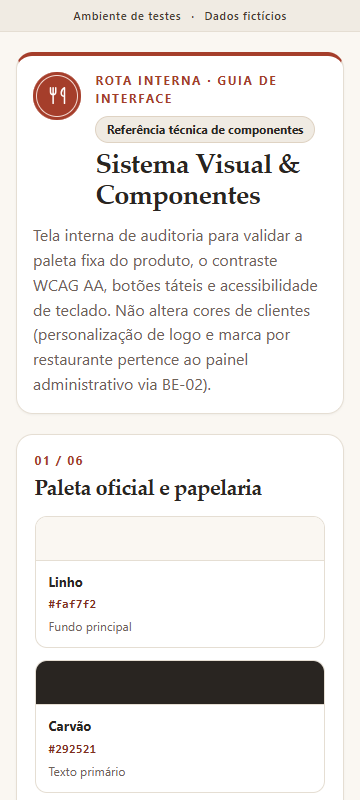 Ambiente de testes · Dados fictícios
ROTA INTERNA · GUIA DE
INTERFACE
Referência técnica de componentes
Sistema Visual &
Componentes
Tela interna de auditoria para validar a
paleta fixa do produto, o contraste
WCAG AA, botões táteis e acessibilidade
de teclado. Não altera cores de clientes
(personalização de logo e marca por
restaurante pertence ao painel
administrativo via BE-02).
01 / 06
Paleta oficial e papelaria
Linho
#faf7f2
Fundo principal
Carvão
#292521
Texto primário